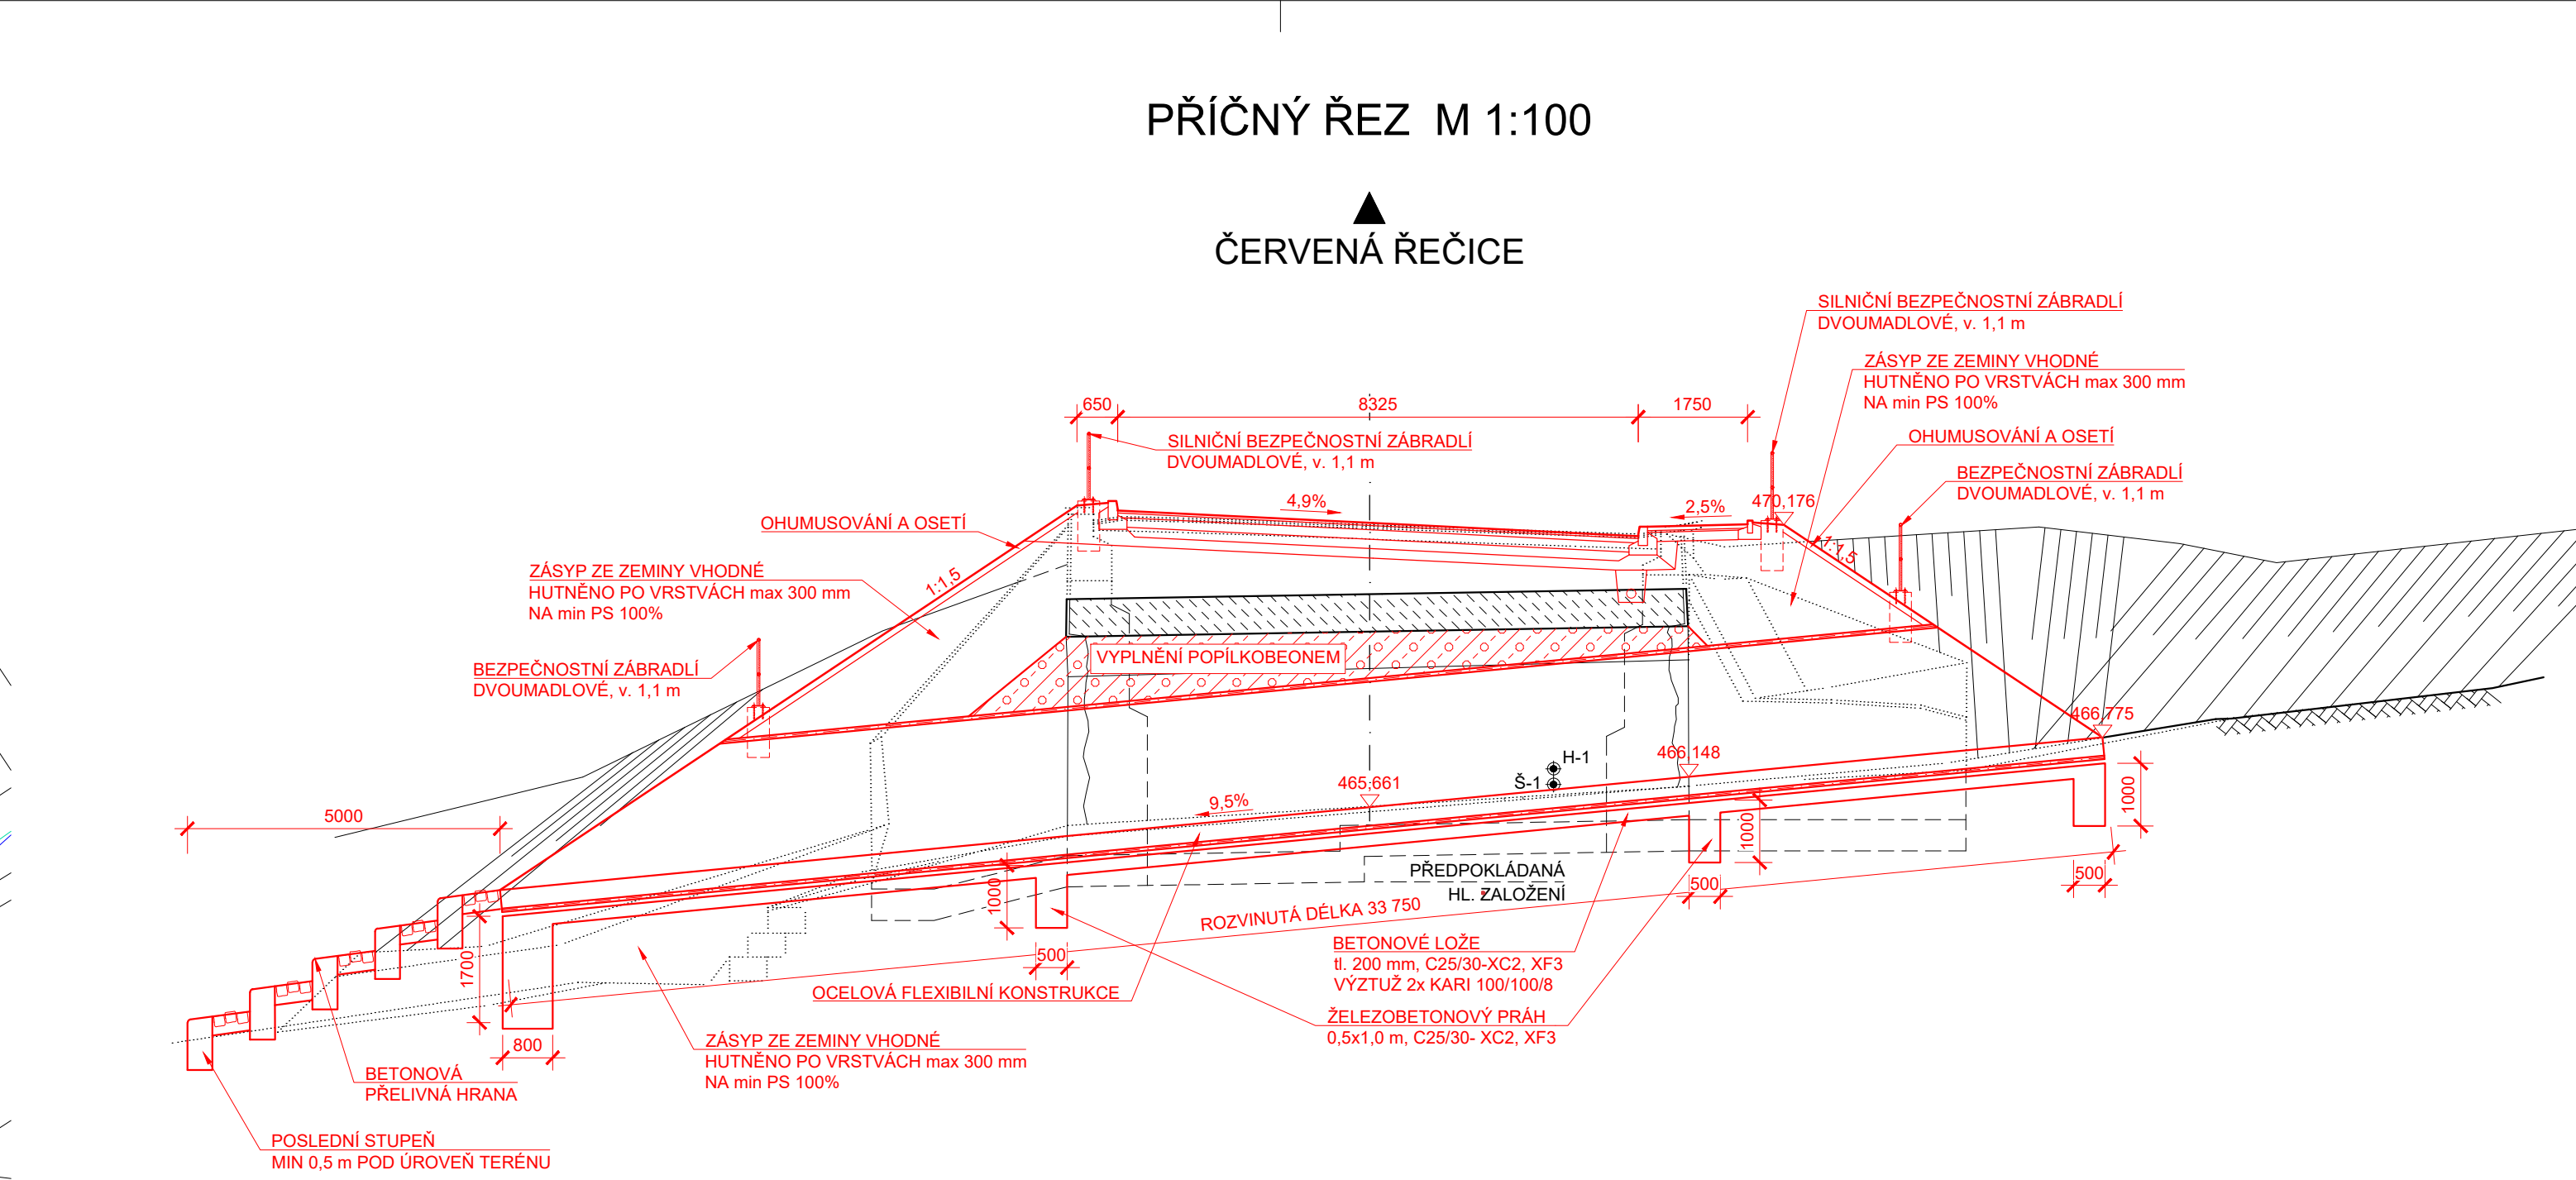 PŘÍČNÝ ŘEZ  M 1:100
ČERVENÁ ŘEČICE
SILNIČNÍ BEZPEČNOSTNÍ ZÁBRADLÍ
DVOUMADLOVÉ, v. 1,1 m
ZÁSYP ZE ZEMINY VHODNÉ
HUTNĚNO PO VRSTVÁCH max 300 mm
NA min PS 100%
650
8325
1750
OHUMUSOVÁNÍ A OSETÍ
SILNIČNÍ BEZPEČNOSTNÍ ZÁBRADLÍ
DVOUMADLOVÉ, v. 1,1 m
BEZPEČNOSTNÍ ZÁBRADLÍ
DVOUMADLOVÉ, v. 1,1 m
4,9%
2,5%
470,176
OHUMUSOVÁNÍ A OSETÍ
1:1,5
1:1,5
ZÁSYP ZE ZEMINY VHODNÉ
HUTNĚNO PO VRSTVÁCH max 300 mm
NA min PS 100%
VYPLNĚNÍ POPÍLKOBEONEM
BEZPEČNOSTNÍ ZÁBRADLÍ
DVOUMADLOVÉ, v. 1,1 m
466,775
466,148
H-1
Š-1
465,661
9,5%
5000
1000
1000
1000
1700
500
500
500
800
PŘEDPOKLÁDANÁ
HL. ZALOŽENÍ
ROZVINUTÁ DÉLKA 33 750
BETONOVÉ LOŽE
tl. 200 mm, C25/30-XC2, XF3
VÝZTUŽ 2x KARI 100/100/8
OCELOVÁ FLEXIBILNÍ KONSTRUKCE
ŽELEZOBETONOVÝ PRÁH
0,5x1,0 m, C25/30- XC2, XF3
ZÁSYP ZE ZEMINY VHODNÉ
HUTNĚNO PO VRSTVÁCH max 300 mm
NA min PS 100%
BETONOVÁ
PŘELIVNÁ HRANA
POSLEDNÍ STUPEŇ
MIN 0,5 m POD ÚROVEŇ TERÉNU